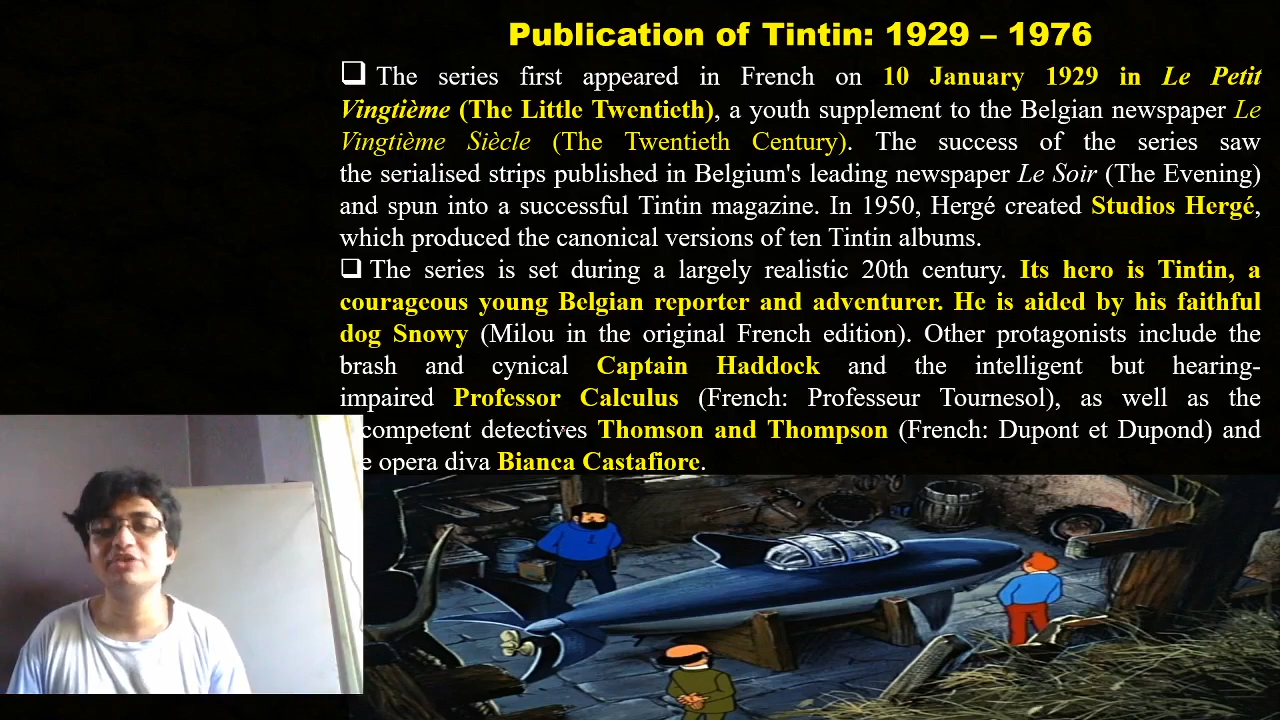 Publication of Tintin: 1929 – 1976
❑ The series first appeared in French on 10 January 1929 in Le Petit
Vingtième (The Little Twentieth), a youth supplement to the Belgian newspaper Le
Vingtième Siècle (The Twentieth Century). The success of the series saw
the serialised strips published in Belgium's leading newspaper Le Soir (The Evening)
and spun into a successful Tintin magazine. In 1950, Hergé created Studios Hergé,
which produced the canonical versions of ten Tintin albums.
❑ The series is set during a largely realistic 20th century. Its hero is Tintin, a
courageous young Belgian reporter and adventurer. He is aided by his faithful
dog Snowy (Milou in the original French edition). Other protagonists include the
brash and cynical Captain Haddock and the intelligent but hearing-
impaired Professor Calculus (French: Professeur Tournesol), as well as the
competent detectives Thomson and Thompson (French: Dupont et Dupond) and
e opera diva Bianca Castafiore.